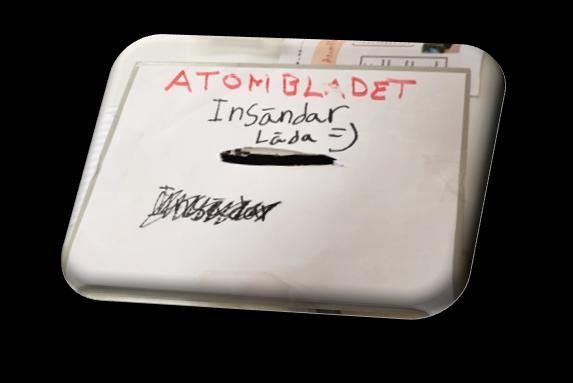 ATOMBLADET
Insändar
Låda =)